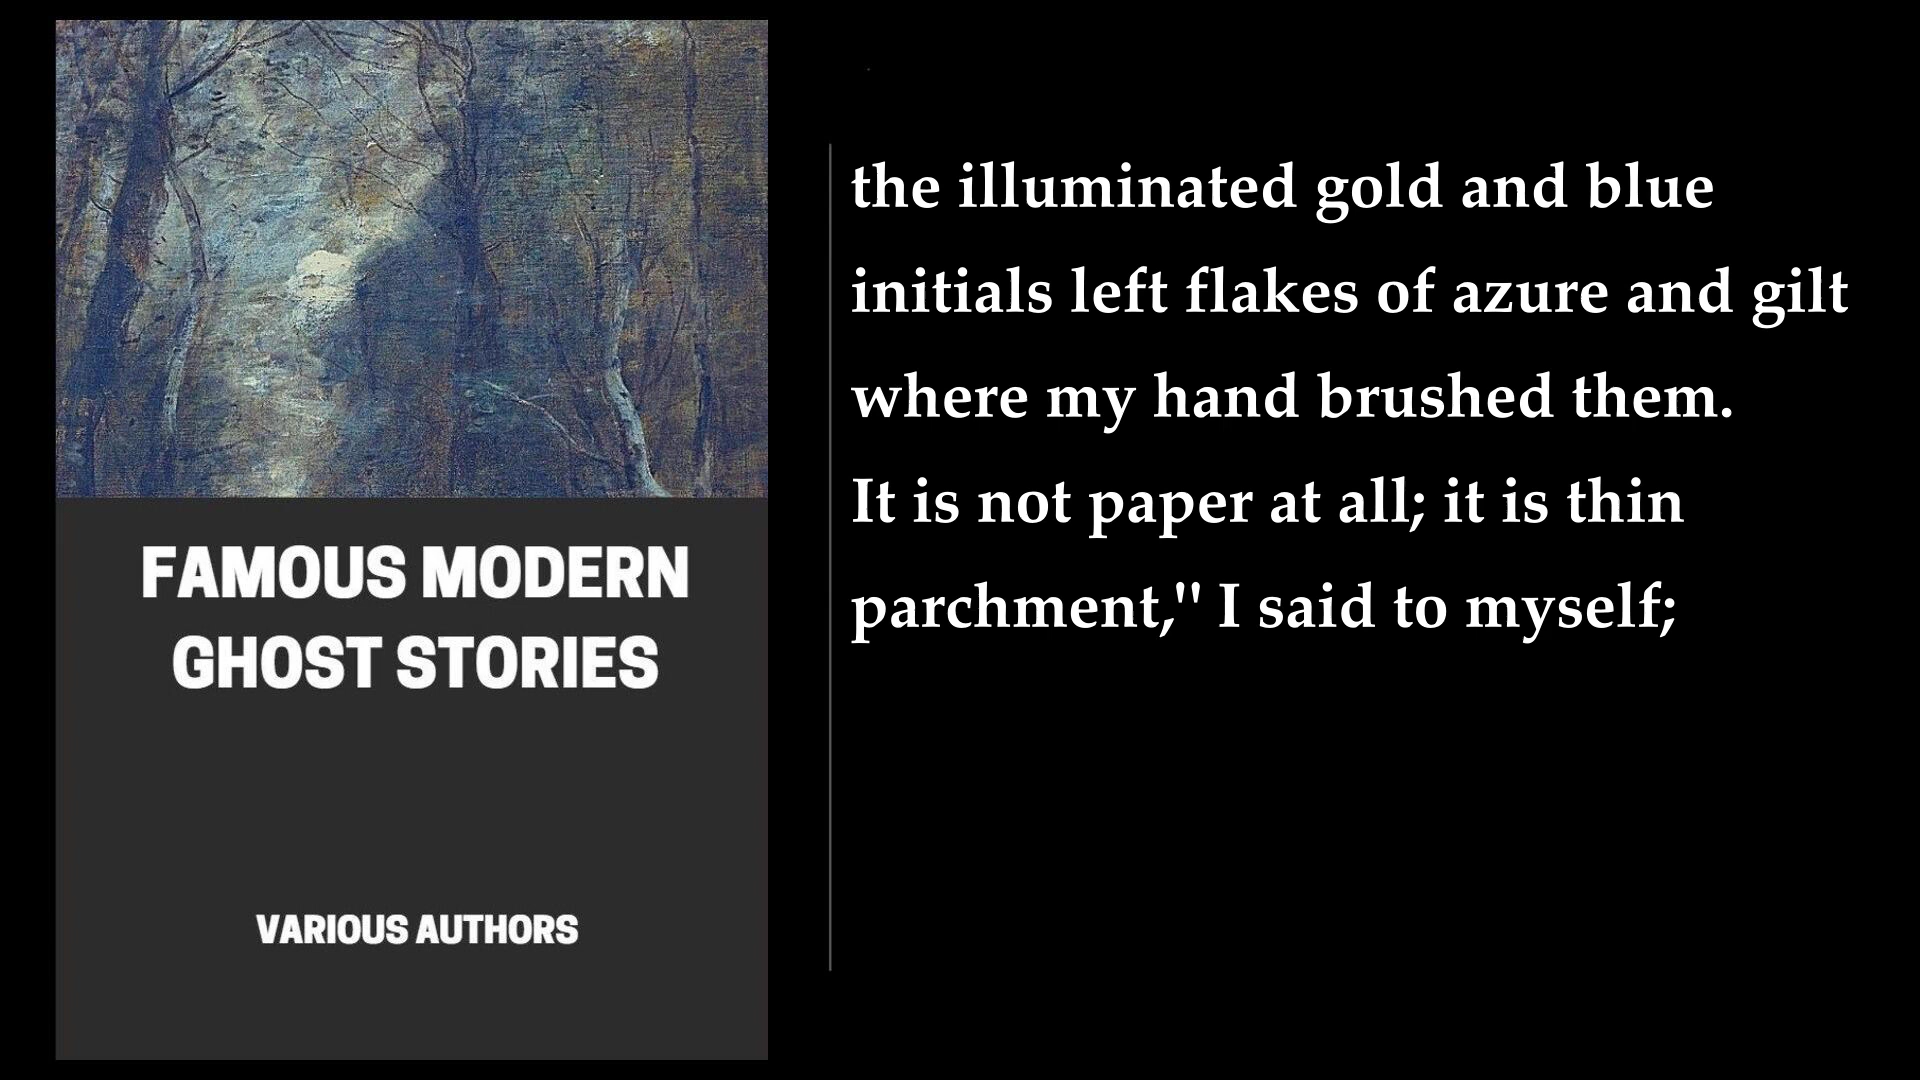 FAMOUS MODERN
GHOST STORIES
VARIOUS AUTHORS
the illuminated gold and blue
initials left flakes of azure and gilt
where my hand brushed them.
It is not paper at all; it is thin
parchment," I said to myself;